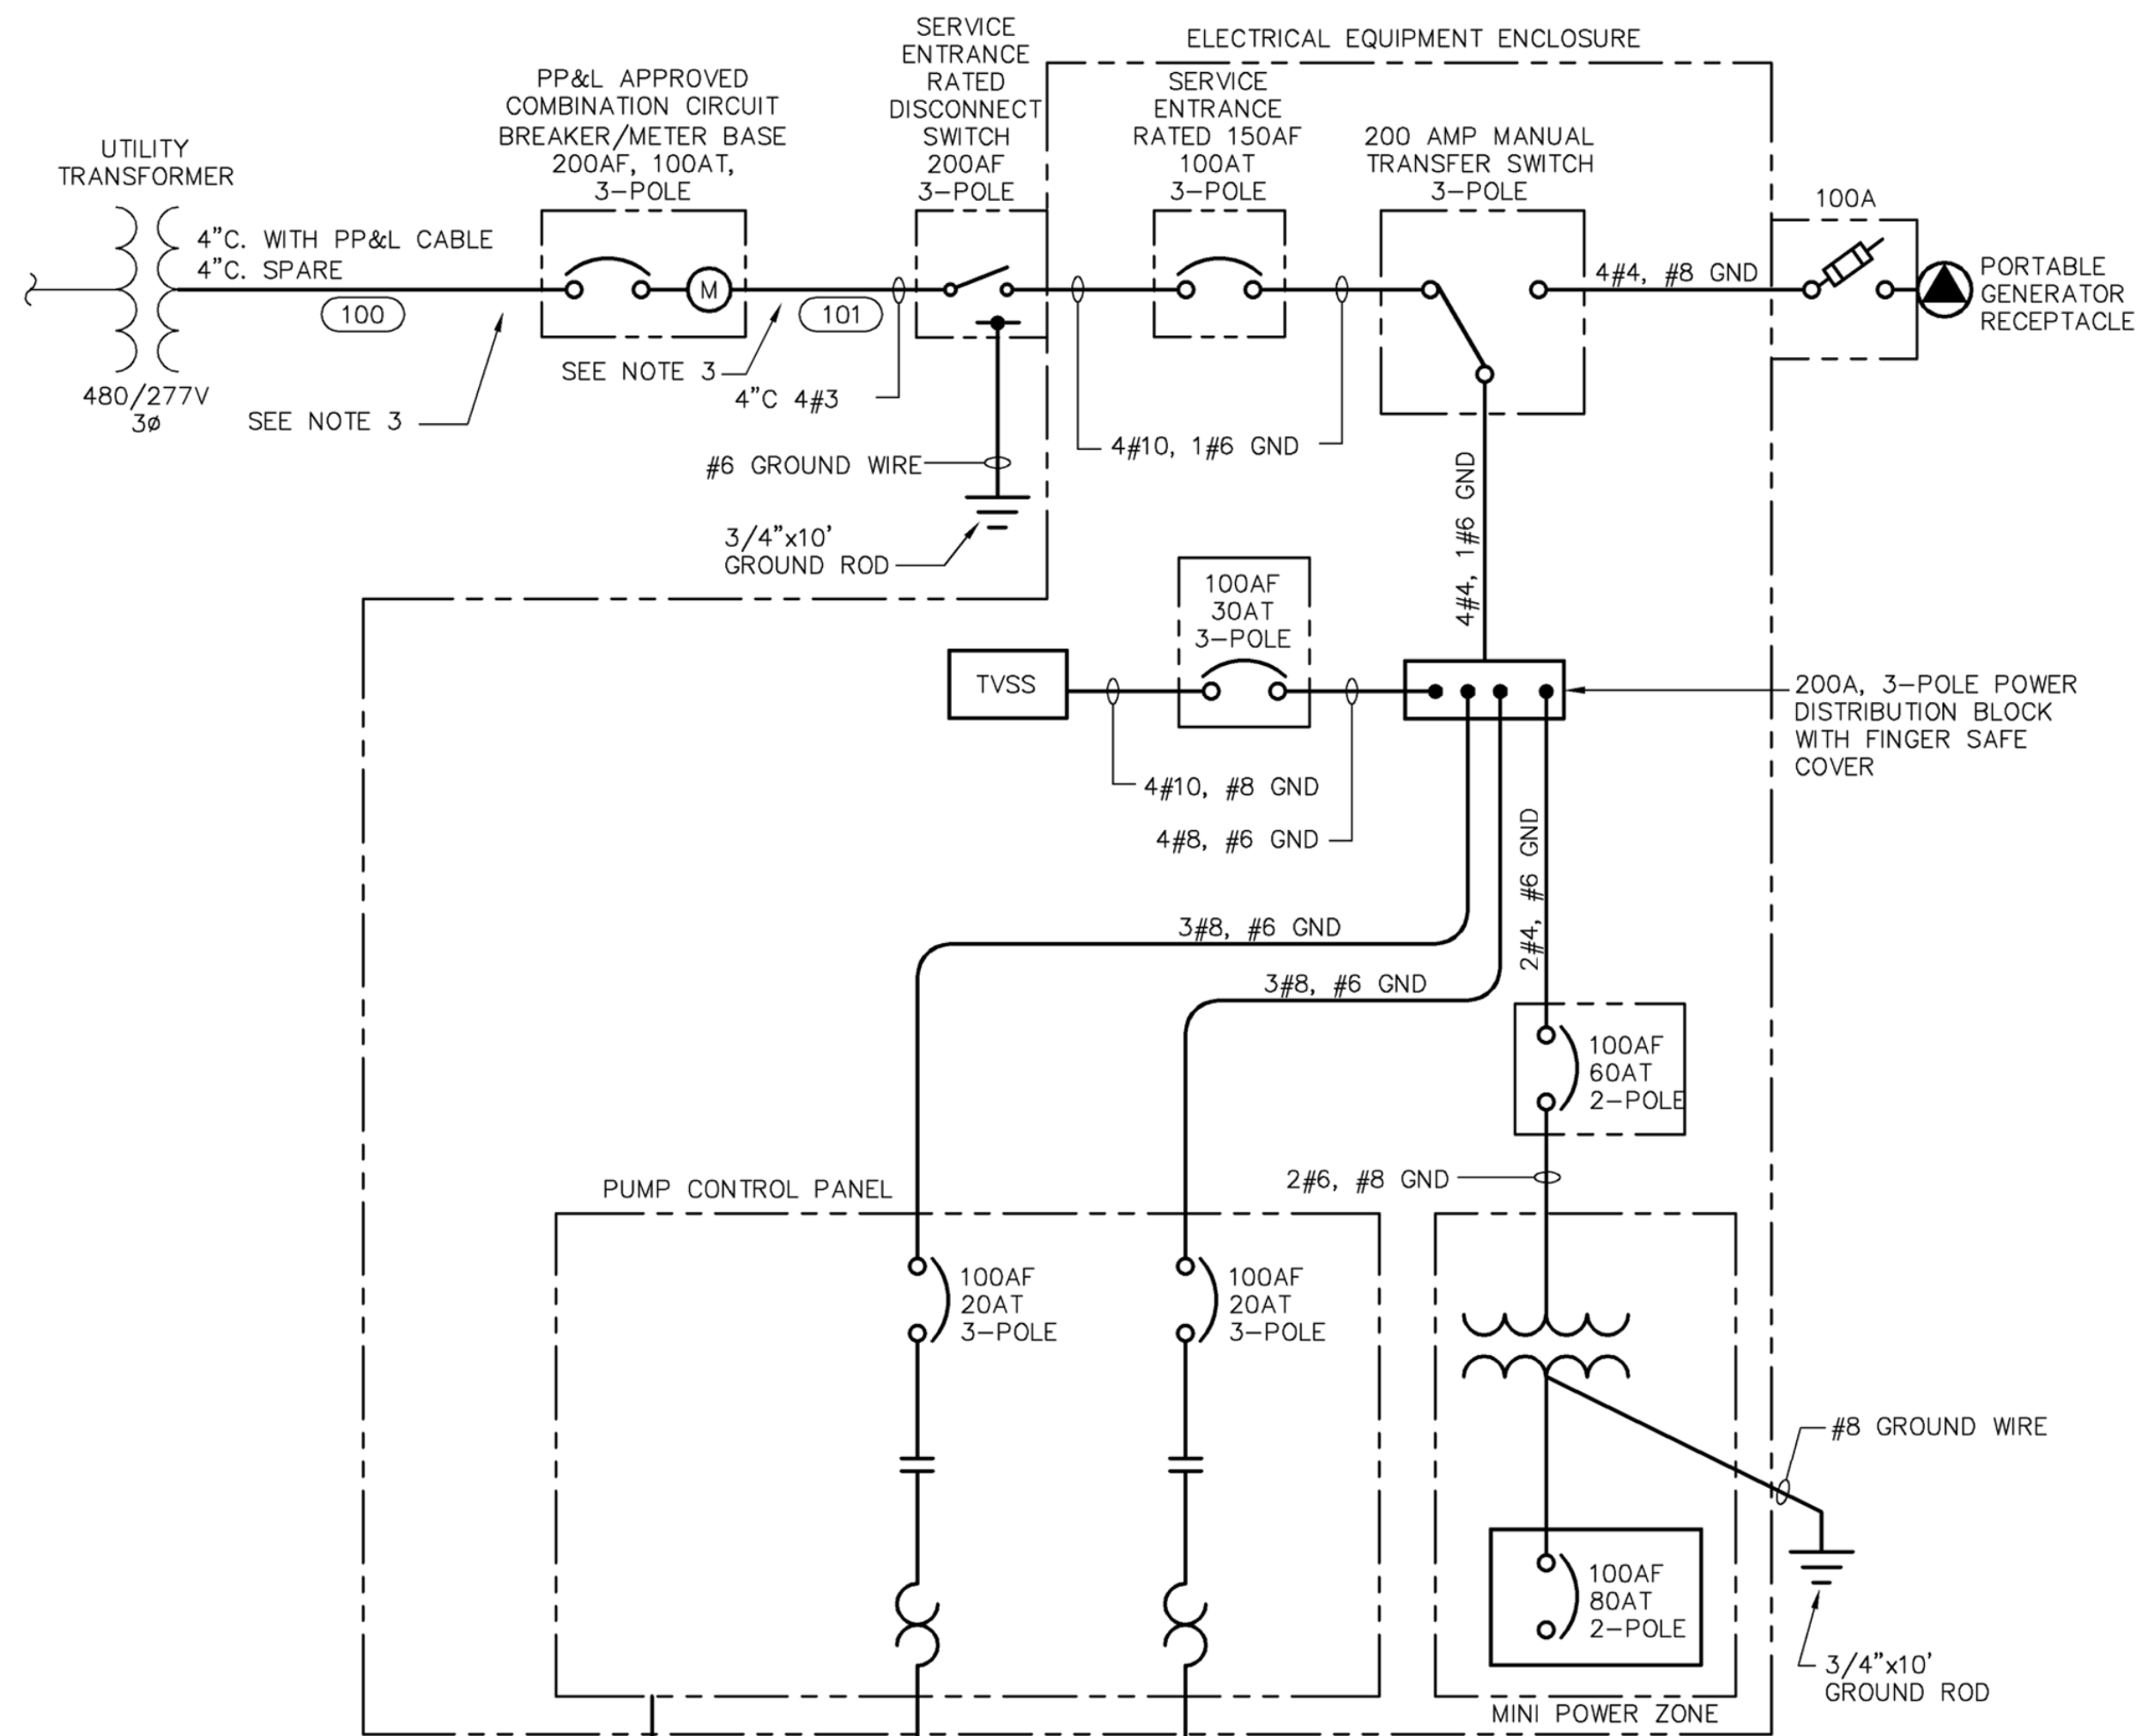 ELECTRICAL EQUIPMENT ENCLOSURE
UTILITY
TRANSFORMER
480/277V
3ø
4"C. WITH PP&L CABLE
4"C. SPARE
100
SEE NOTE 3
PP&L APPROVED
COMBINATION CIRCUIT
BREAKER/METER BASE
200AF, 100AT,
3-POLE
M
101
SEE NOTE 3
4"C 4#3
SERVICE
ENTRANCE
RATED
DISCONNECT
SWITCH
200AF
3-POLE
#6 GROUND WIRE
3/4"x10'
GROUND ROD
SERVICE
ENTRANCE
RATED 150AF
100AT
3-POLE
4#10, 1#6 GND
200 AMP MANUAL
TRANSFER SWITCH
3-POLE
4#4, #8 GND
100A
PORTABLE
GENERATOR
RECEPTACLE
4#4, 1#6 GND
TVSS
100AF
30AT
3-POLE
4#10, #8 GND
4#8, #6 GND
200A, 3-POLE POWER
DISTRIBUTION BLOCK
WITH FINGER SAFE
COVER
3#8, #6 GND
3#8, #6 GND
2#4, #6 GND
100AF
60AT
2-POLE
2#6, #8 GND
PUMP CONTROL PANEL
100AF
20AT
3-POLE
100AF
20AT
3-POLE
#8 GROUND WIRE
100AF
80AT
2-POLE
3/4"x10'
GROUND ROD
MINI POWER ZONE